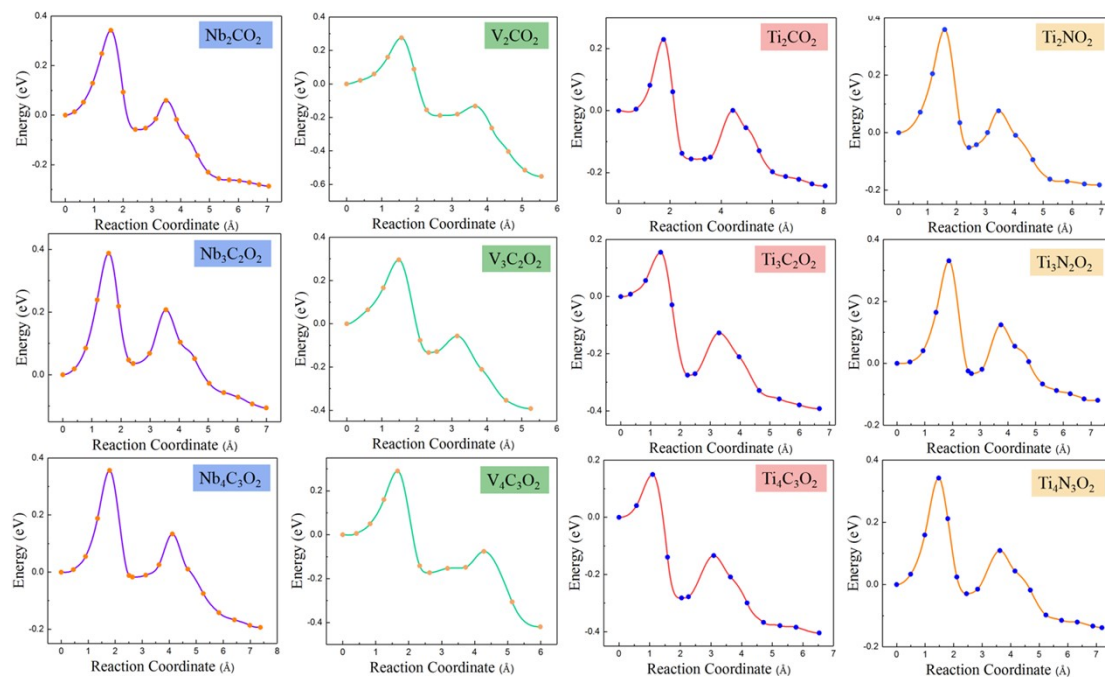 Nb₂CO₂
0.4
0.2
0.0
-0.2
Energy (eV)
0 1 2 3 4 5 6 7
Reaction Coordinate (Å)
V₂CO₂
0.4
0.2
0.0
-0.2
-0.4
-0.6
Energy (eV)
0 1 2 3 4 5 6
Reaction Coordinate (Å)
Ti₂CO₂
0.2
0.0
-0.2
Energy (eV)
0 1 2 3 4 5 6 7 8
Reaction Coordinate (Å)
Ti₂NO₂
0.4
0.2
0.0
-0.2
Energy (eV)
0 1 2 3 4 5 6 7
Reaction Coordinate (Å)
Nb₃C₂O₂
0.4
0.2
0.0
Energy (eV)
0 1 2 3 4 5 6 7
Reaction Coordinate (Å)
V₃C₂O₂
0.4
0.2
0.0
-0.2
-0.4
Energy (eV)
0 1 2 3 4 5 6
Reaction Coordinate (Å)
Ti₃C₂O₂
0.2
0.0
-0.2
-0.4
Energy (eV)
0 1 2 3 4 5 6 7
Reaction Coordinate (Å)
Ti₃N₂O₂
0.4
0.2
0.0
-0.2
Energy (eV)
0 1 2 3 4 5 6 7
Reaction Coordinate (Å)
Nb₄C₃O₂
0.4
0.2
0.0
-0.2
Energy (eV)
0 1 2 3 4 5 6 7 8
Reaction Coordinate (Å)
V₄C₃O₂
0.2
0.0
-0.2
-0.4
Energy (eV)
0 1 2 3 4 5 6
Reaction Coordinate (Å)
Ti₄C₃O₂
0.2
0.0
-0.2
-0.4
Energy (eV)
0 1 2 3 4 5 6 7
Reaction Coordinate (Å)
Ti₄N₃O₂
0.4
0.2
0.0
-0.2
Energy (eV)
0 1 2 3 4 5 6 7
Reaction Coordinate (Å)